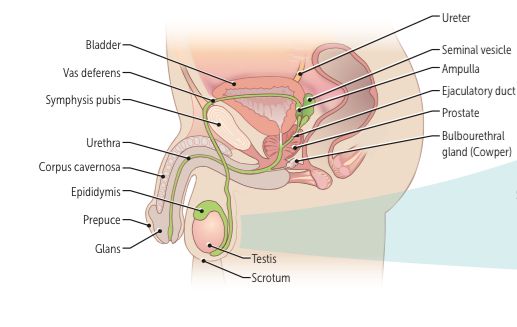 Bladder
Vas deferens
Symphysis pubis
Urethra
Corpus cavernosa
Epididymis
Prepuce
Glans
Ureter
Seminal vesicle
Ampulla
Ejaculatory duct
Prostate
Bulbourethral
gland (Cowper)
Testis
Scrotum